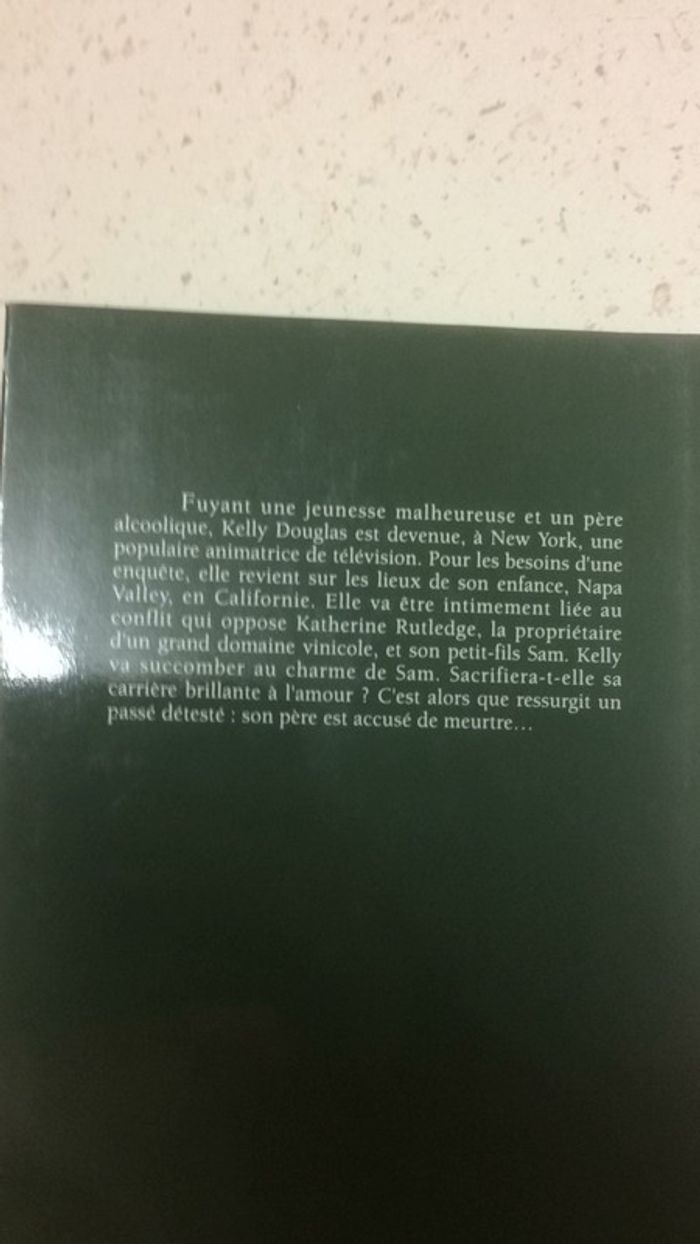 Fuyant une jeunesse malheureuse et un père
alcoolique, Kelly Douglas est devenue, à New York, une
populaire animatrice de télévision. Pour les besoins d'une
enquête, elle revient sur les lieux de son enfance, Napa
Valley, en Californie. Elle va être intimement liée au
conflit qui oppose Katherine Rutledge, la propriétaire
d'un grand domaine vinicole, et son petit-fils Sam. Kelly
va succomber au charme de Sam. Sacrifiera-t-elle sa
carrière brillante à l'amour ? C'est alors que ressurgit un
passé détesté : son père est accusé de meurtre...